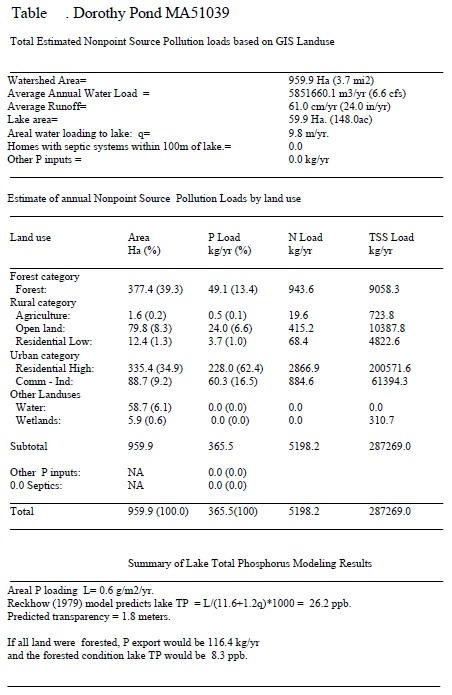 Table . Dorothy Pond MA51039
Total Estimated Nonpoint Source Pollution loads based on GIS Landuse
Watershed Area= 959.9 Ha (3.7 mi2)
Average Annual Water Load = 5851660.1 m3/yr (6.6 cfs)
Average Runoff= 61.0 cm/yr (24.0 in/yr)
Lake area= 59.9 Ha. (148.0ac)
Areal water loading to lake: q= 9.8 m/yr.
Homes with septic systems within 100m of lake.= 0.0
Other P inputs = 0.0 kg/yr
Estimate of annual Nonpoint Source Pollution Loads by land use
Land use Area P Load N Load TSS Load
Ha (%) kg/yr (%) kg/yr kg/yr
Forest category
Forest: 377.4 (39.3) 49.1 (13.4) 943.6 9058.3
Rural category
Agriculture: 1.6 (0.2) 0.5 (0.1) 19.6 723.8
Open land: 79.8 (8.3) 24.0 (6.6) 415.2 10387.8
Residential Low: 12.4 (1.3) 3.7 (1.0) 68.4 4822.6
Urban category
Residential High: 335.4 (34.9) 228.0 (62.4) 2866.9 200571.6
Comm - Ind: 88.7 (9.2) 60.3 (16.5) 884.6 61394.3
Other Landuses
Water: 58.7 (6.1) 0.0 (0.0) 0.0 0.0
Wetlands: 5.9 (0.6) 0.0 (0.0) 0.0 310.7
Subtotal 959.9 365.5 5198.2 287269.0
Other P inputs: NA 0.0 (0.0)
0.0 Septics: NA 0.0 (0.0)
Total 959.9 (100.0) 365.5(100) 5198.2 287269.0
Summary of Lake Total Phosphorus Modeling Results
Areal P loading L= 0.6 g/m2/yr.
Reckhow (1979) model predicts lake TP = L/(11.6+1.2q)*1000 = 26.2 ppb.
Predicted transparency = 1.8 meters.
If all land were forested, P export would be 116.4 kg/yr
and the forested condition lake TP would be 8.3 ppb.